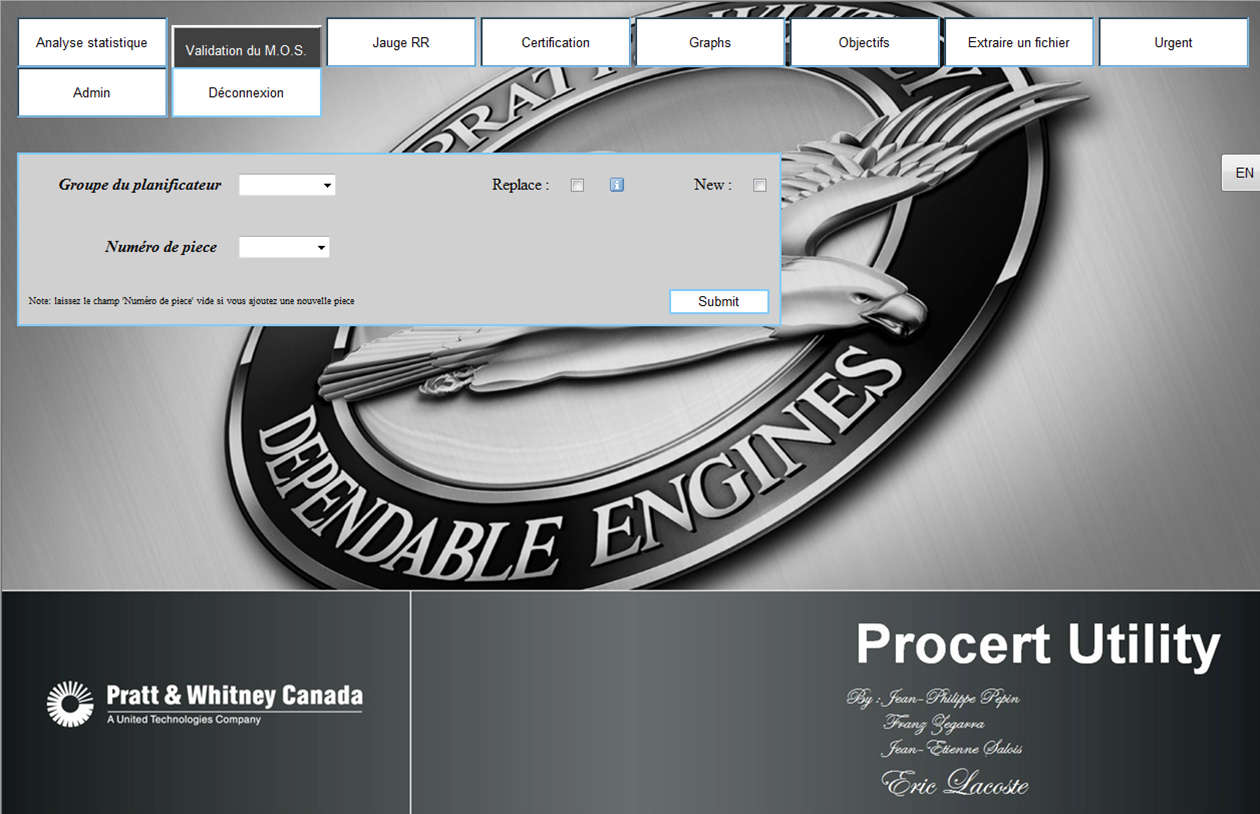 Analyse statistique
Validation du M.O.S.
Jauge RR
Certification
Graphs
Objectifs
Extraire un fichier
Urgent
Admin
Déconnexion
Groupe du planificateur
Replace :
New :
EN
Numéro de piece
Note: laissez le champ 'Numéro de piece' vide si vous ajoutez une nouvelle piece
Submit
PRAT
DEPENDABLE ENGINES
Procert Utility
Pratt & Whitney Canada
A United Technologies Company
By : Jean-Philippe Pepin
Franz Zegarra
Jean-Etienne Salois
Eric Lacoste